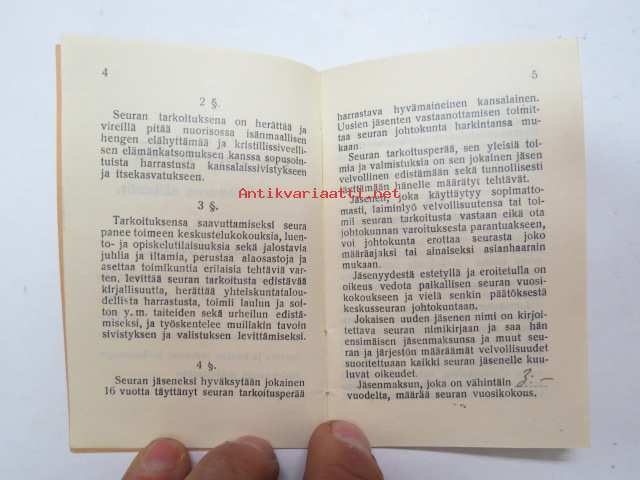 4
2 §.
Seuran tarkoituksena on herättää ja
vireillä pitää nuorisossa isänmaallisen
hengen elähyttämää ja kristillissiveelli-
sen elämänkatsomuksen kanssa sopusoin-
tuista harrastusta kansalaissivistykseen
ja itsekasvatukseen.
3 §.
Tarkoituksensa saavuttamiseksi seura
panee toimeen keskustelukokouksia, luen-
to- ja opiskelutilaisuuksia sekä jalostavia
juhlia ja iltamia, perustaa alaosastoja ja
asettaa toimikuntia erilaisia tehtäviä var-
ten, levittää seuran tarkoitusta edistävää
kirjallisuutta, herättää yhteiskuntatalou-
dellista harrastusta, toimii laulun ja soi-
ton y. m. taiteiden sekä urheilun edistä-
miseksi, ja työskentelee muillakin tavoin
sivistyksen ja valistuksen levittämiseksi.
4 §.
Seuran jäseneksi hyväksytään jokainen
16 vuotta täyttänyt seuran tarkoitusperää
5
harrastava hyvämaineinen kansalainen.
Uusien jäsenten vastaanottamisen toimit-
taa seuran johtokunta harkintansa mu-
kaan.
Seuran tarkoitusperää, sen yleisiä toi-
mia ja valmistuksia on sen jokainen jäsen
velvollinen edistämään sekä tunnollisesti
täyttämään hänelle määrätyt tehtävät.
Antikvariaatti.net
Jäsenen, joka käyttäytyy sopimatto-
masti, laiminlyö velvollisuutensa tai toi-
mii seuran tarkoitusta vastaan eikä ota
johtokunnan varoituksesta parantuakseen,
voi johtokunta erottaa seurasta joko
määräajaksi tai ainaiseksi asianhaarain
mukaan.
Jäsenyydestä estetyllä ja eroitetulla on
oikeus vedota paikallisen seuran vuosi-
kokoukseen ja vielä senkin päätöksestä
keskusseuran johtokuntaan.
Jokaisen uuden jäsenen nimi on kirjoi-
tettava seuran nimikirjaan ja saa hän
ensimäisen jäsenmaksunsa ja muut seu-
ran ja järjestön määräämät velvollisuudet
suoritettuaan kaikki seuran jäsenelle kuu-
luvat oikeudet.
Jäsenmaksun, joka on vähintäin 3:-
vuodelta, määrää seuran vuosikokous.